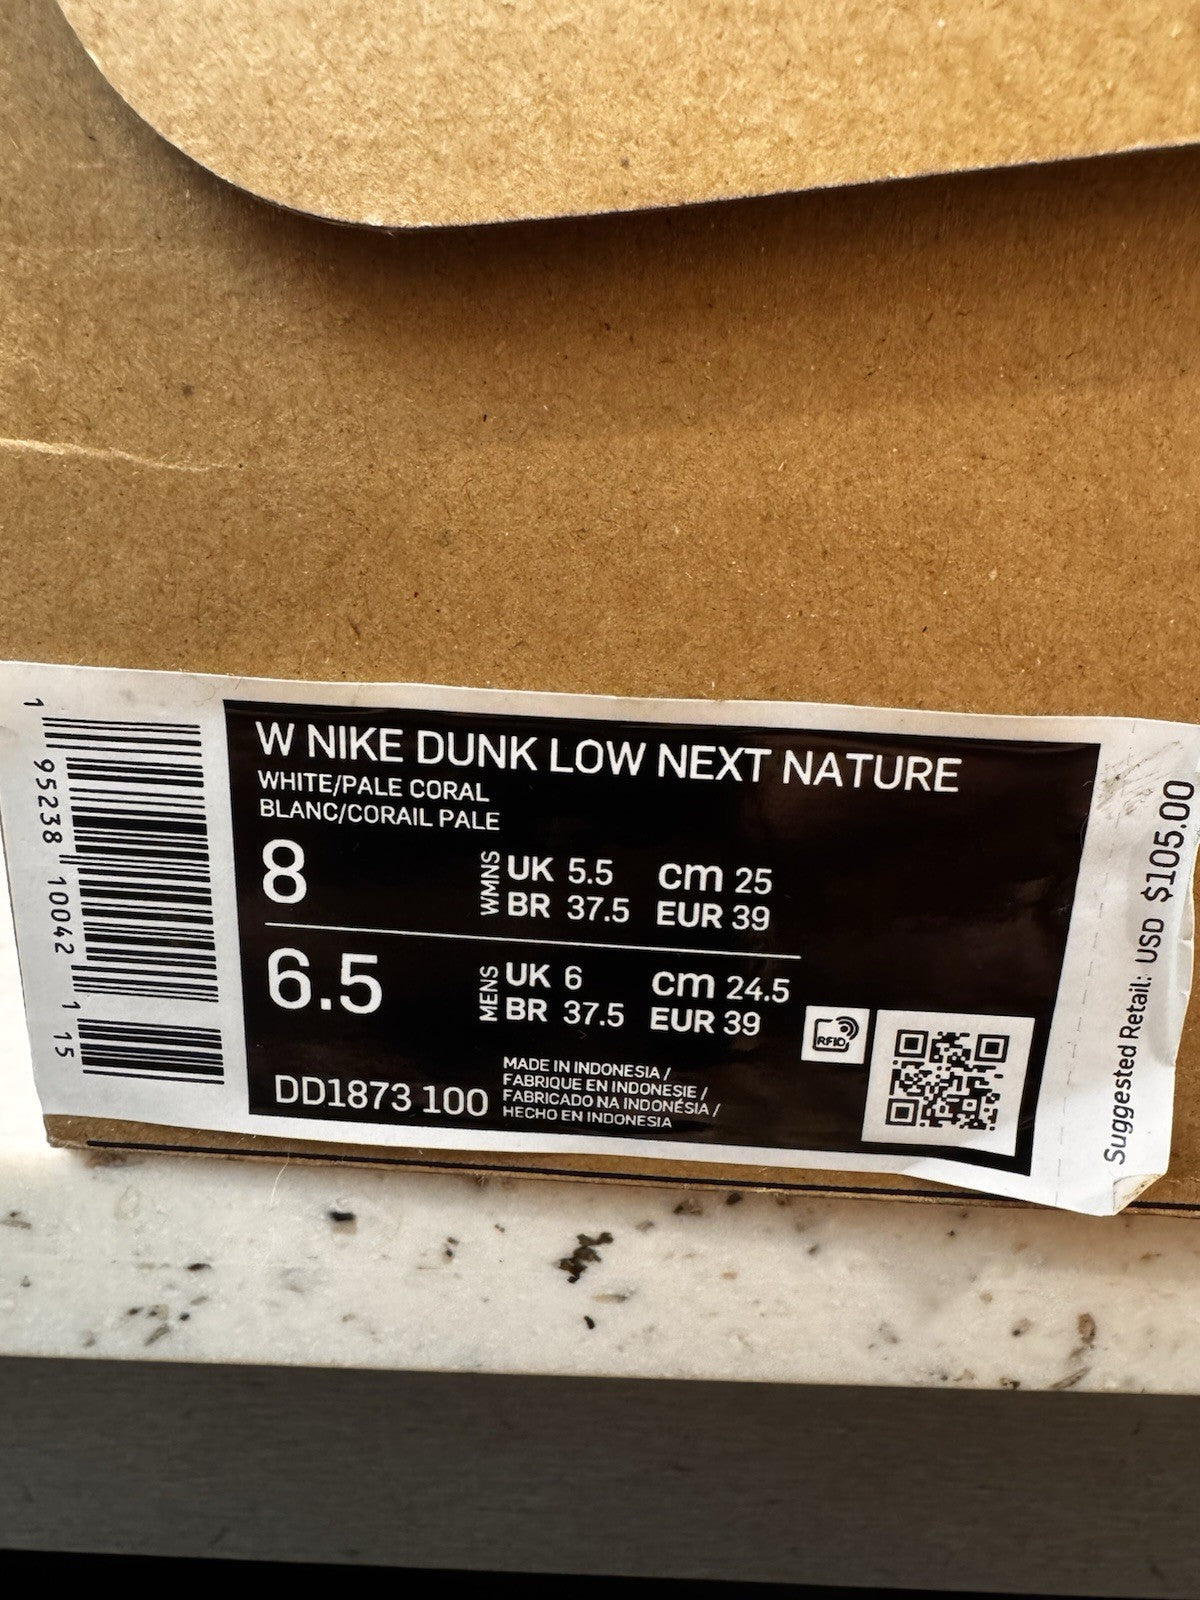 W NIKE DUNK LOW NEXT NATURE
WHITE/PALE CORAL
BLANC/CORAIL PALE
8
WMNS
UK 5.5 cm 25
BR 37.5 EUR 39
6.5
MENS
UK 6 cm 24.5
BR 37.5 EUR 39
DD1873 100
MADE IN INDONESIA /
FABRIQUE EN INDONESIE /
FABRICADO NA INDONÉSIA /
HECHO EN INDONESIA
RFID
1 95238 10042 1 15
Suggested Retail: USD $105.00